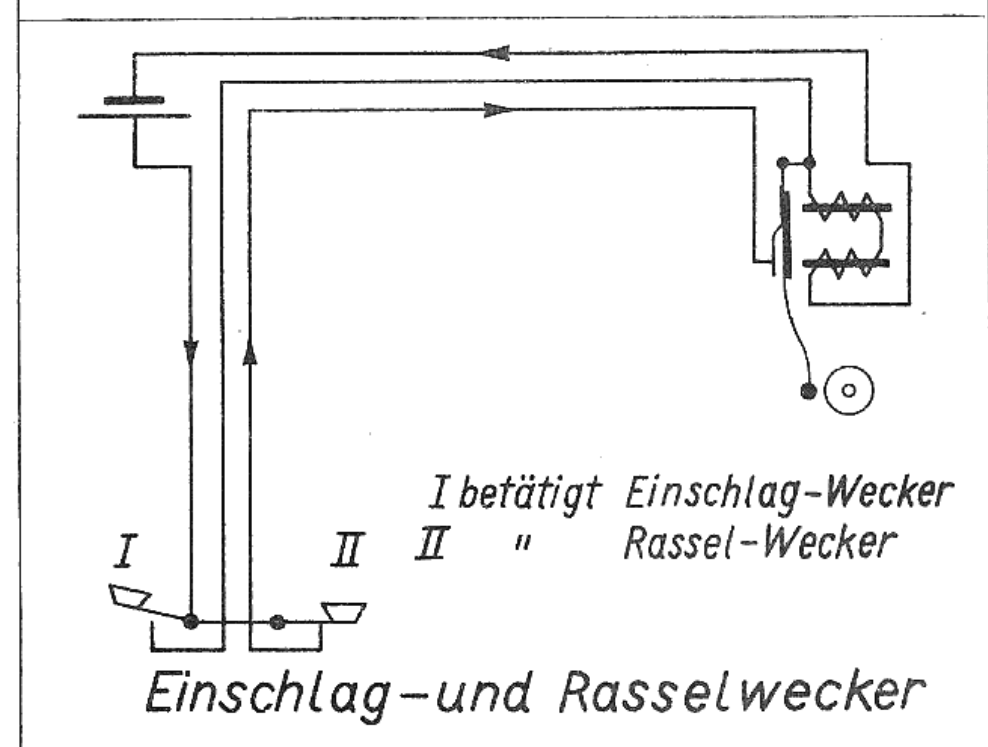 I betätigt Einschlag-Wecker
II " Rassel-Wecker
I
II
Einschlag-und Rasselwecker